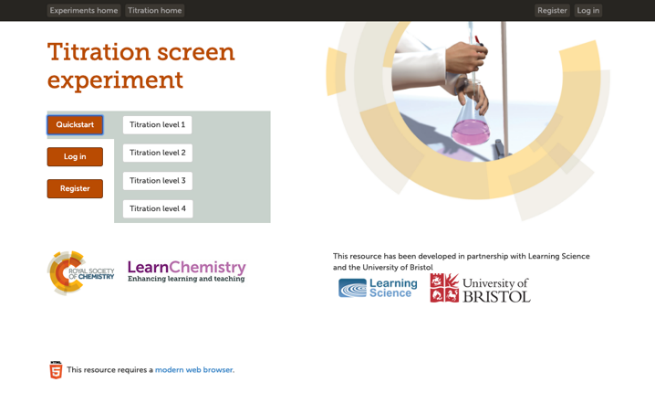 Experiments home
Titration home
Register
Log in
Titration screen
experiment
Quickstart
Log in
Register
Titration level 1
Titration level 2
Titration level 3
Titration level 4
ROYAL SOCIETY
OF CHEMISTRY
LearnChemistry
Enhancing learning and teaching
This resource has been developed in partnership with Learning Science
and the University of Bristol
Learning
Science
University of
BRISTOL
HTML
5
This resource requires a modern web browser.